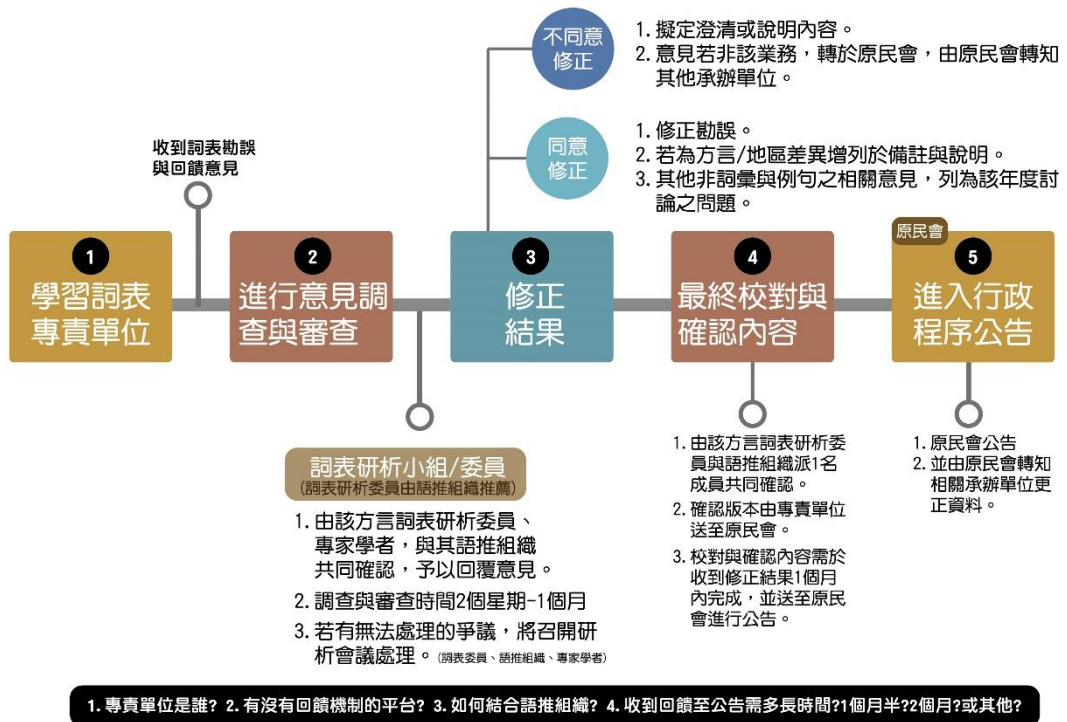 不同意
修正
1. 擬定澄清或說明內容。
2. 意見若非該業務，轉於原民會，由原民會轉知
其他承辦單位。
同意
修正
1. 修正勘誤。
2. 若為方言/地區差異增列於備註與說明。
3. 其他非詞彙與例句之相關意見，列為該年度討
論之問題。
收到詞表勘誤
與回饋意見
1
學習詞表
專責單位
2
進行意見調
查與審查
3
修正
結果
4
最終校對與
確認內容
原民會
5
進入行政
程序公告
詞表研析小組/委員
(詞表研析委員由語推組織推薦)
1. 由該方言詞表研析委員、
專家學者，與其語推組織
共同確認，予以回覆意見。
2. 調查與審查時間2個星期-1個月
3. 若有無法處理的爭議，將召開研
析會議處理。(詞表委員、語推組織、專家學者)
1. 由該方言詞表研析委
員與語推組織派1名
成員共同確認。
2. 確認版本由專責單位
送至原民會。
3. 校對與確認內容需於
收到修正結果1個月
內完成，並送至原民
會進行公告。
1. 原民會公告
2. 並由原民會轉知
相關承辦單位更
正資料。
1. 專責單位是誰? 2. 有沒有回饋機制的平台? 3. 如何結合語推組織? 4. 收到回饋至公告需多長時間?1個月半?2個月?或其他?